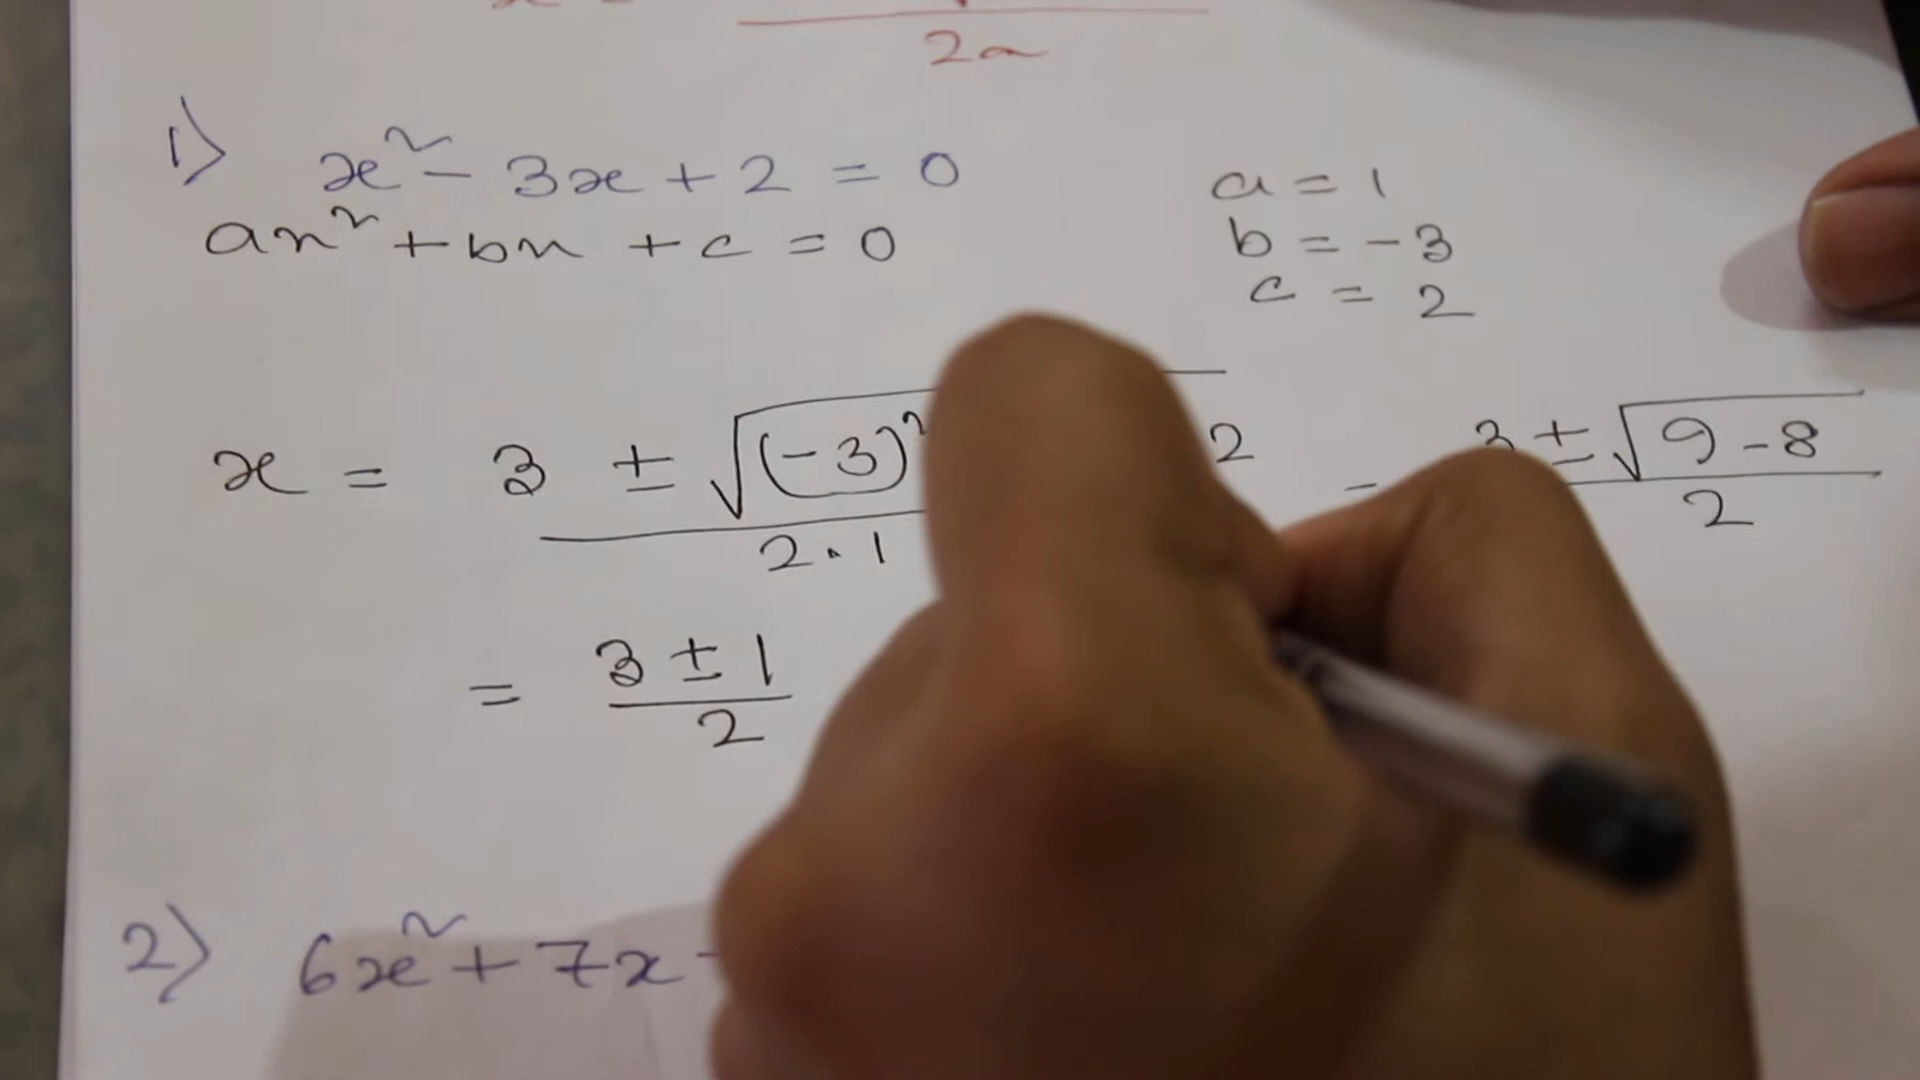 2a
1) x² - 3x + 2 = 0
ax² + bx + c = 0
a = 1
b = -3
c = 2
x = 3 ± √(-3)² 2 / 2·1 = 3 ± √9-8 / 2
= 3 ± 1 / 2
2) 6x² + 7x -